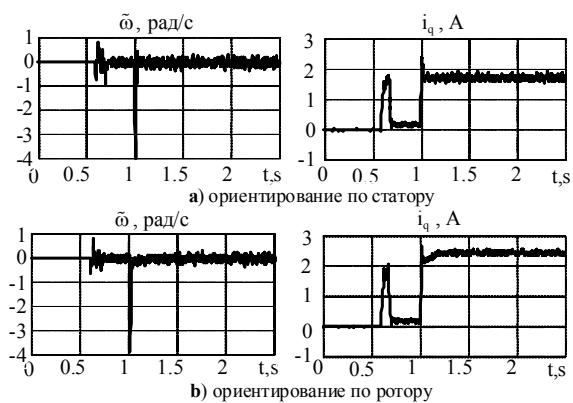 ω̃, рад/с
i_q , А
1
0
-1
-2
-3
-4
3
2
1
0
-1
0 0.5 1 1.5 2 t,s
0 0.5 1 1.5 2 t,s
a) ориентирование по статору
ω̃, рад/с
i_q , А
1
0
-1
-2
-3
-4
3
2
1
0
-1
0 0.5 1 1.5 2 t,s
0 0.5 1 1.5 2 t,s
b) ориентирование по ротору